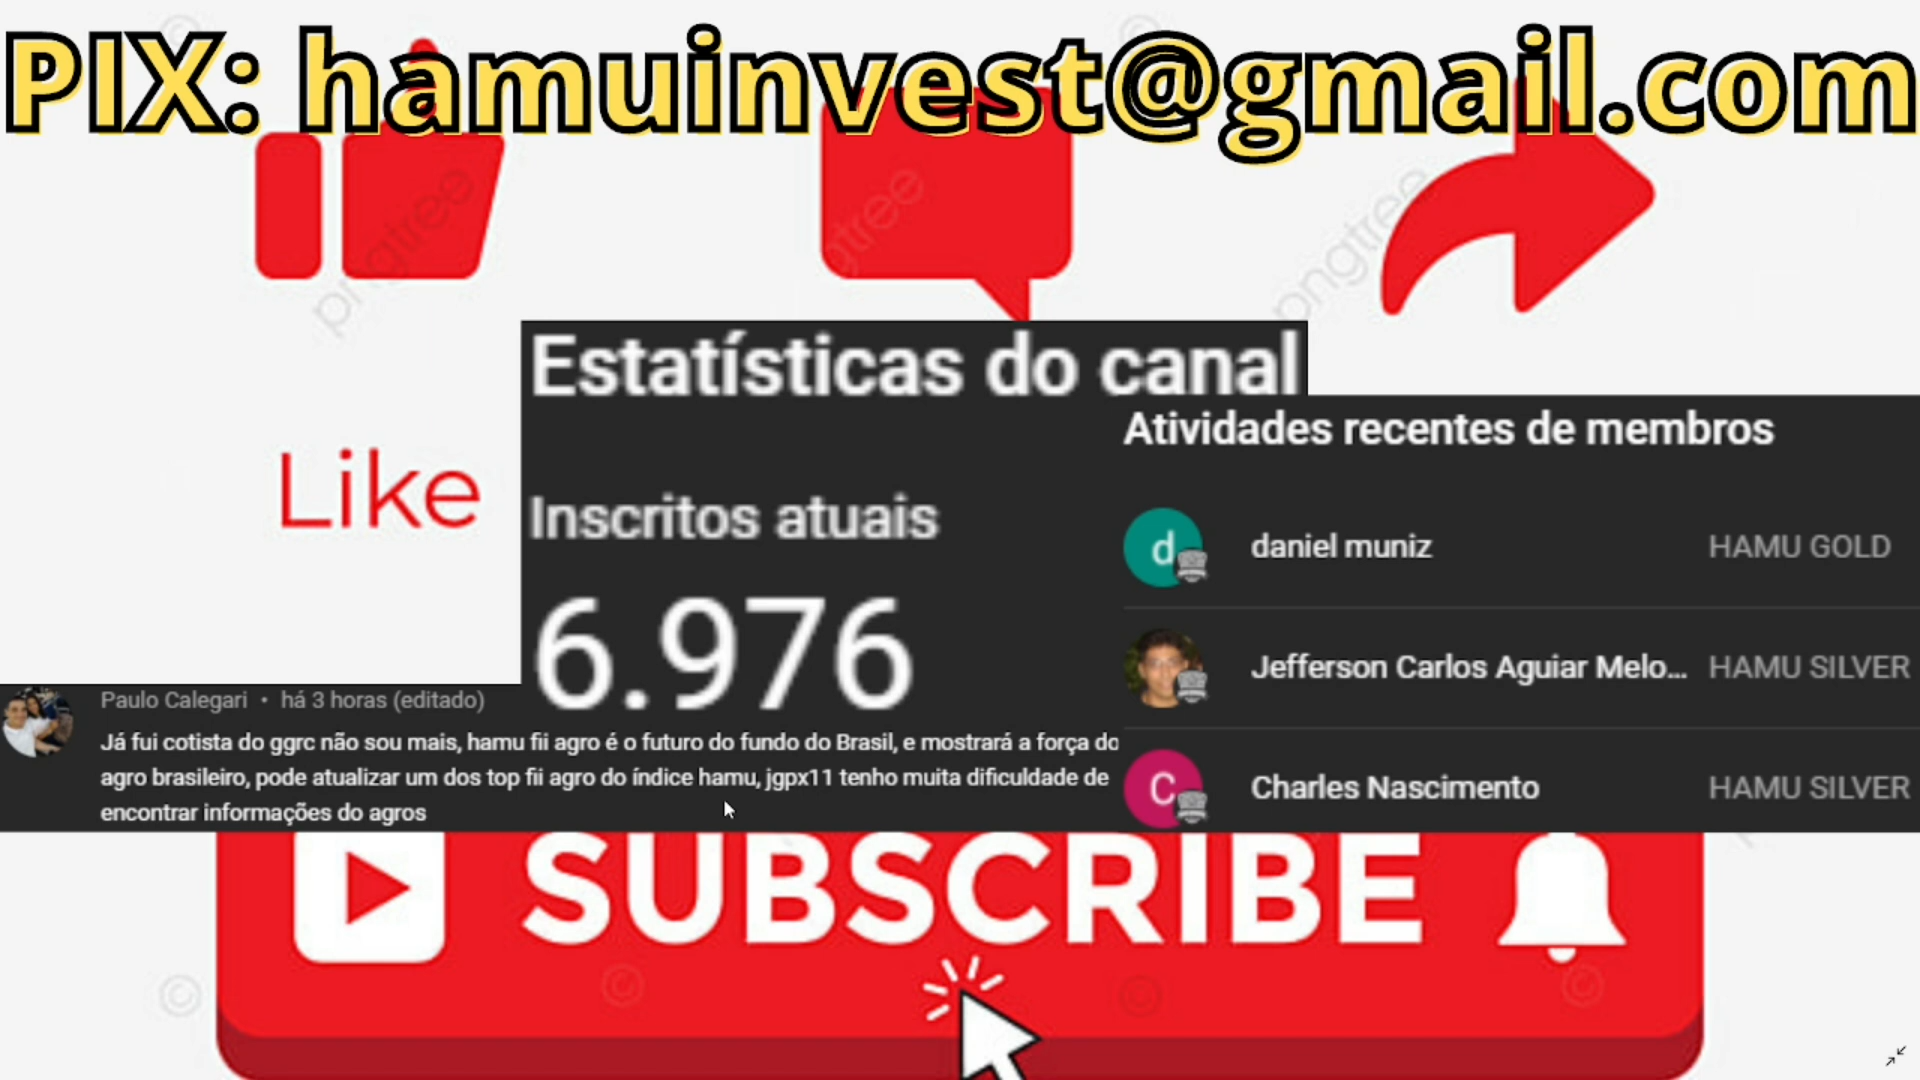 PIX: hamuinvest@gmail.com
pngtree
pngtree
pngtree
Like
Estatísticas do canal
Inscritos atuais
6.976
Atividades recentes de membros
d
daniel muniz
HAMU GOLD
Jefferson Carlos Aguiar Melo...
HAMU SILVER
C
Charles Nascimento
HAMU SILVER
Paulo Calegari • há 3 horas (editado)
Já fui cotista do ggrc não sou mais, hamu fii agro é o futuro do fundo do Brasil, e mostrará a força do
agro brasileiro, pode atualizar um dos top fii agro do índice hamu, jgpx11 tenho muita dificuldade de
encontrar informações do agros
SUBSCRIBE